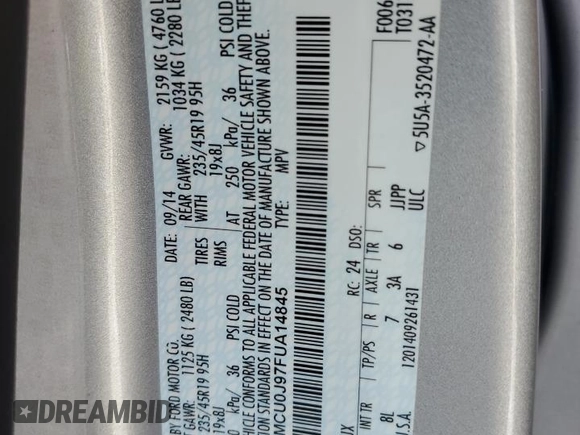 BY FORD MOTOR CO. DATE: 09/14 GVWR: 2159 KG ( 4760 L
GAWR: 1125 KG ( 2480 LB) REAR GAWR: 1034 KG ( 2280 LB
235/45R19 95H TIRES WITH 235/45R19 95H
19x8J RIMS 19x8J
kPa/ 36 PSI COLD AT 250 kPa/ 36 PSI COLD
VEHICLE CONFORMS TO ALL APPLICABLE FEDERAL MOTOR VEHICLE SAFETY AND THEF
STANDARDS IN EFFECT ON THE DATE OF MANUFACTURE SHOWN ABOVE.
MCU0J97FUA14845 TYPE: MPV
F006
T031
UX RC: 24 DSO:
INT TR TP/PS R AXLE TR SPR
8L 7 3A 6 JJPP
U.S.A. ULC
1201409261431 ▽5U5A-3520472-AA
DREAMBID